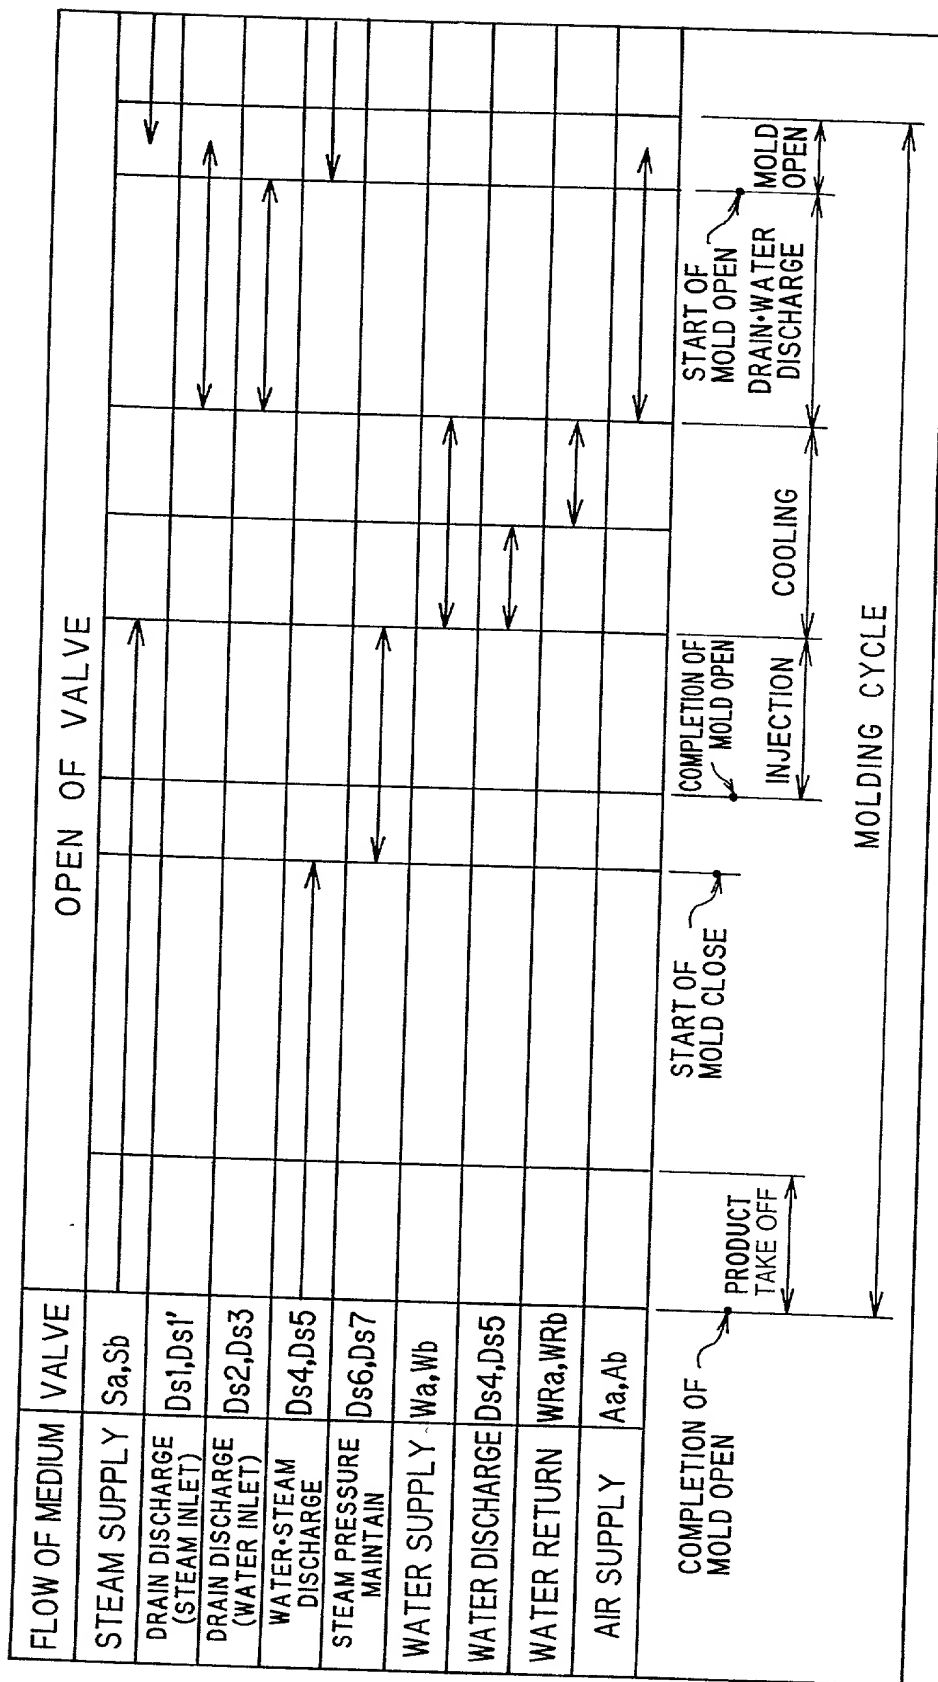 OPEN OF VALVE
FLOW OF MEDIUM
VALVE
STEAM SUPPLY
Sa,Sb
DRAIN DISCHARGE
(STEAM INLET)
Ds1,Ds1'
DRAIN DISCHARGE
(WATER INLET)
Ds2,Ds3
WATER•STEAM
DISCHARGE
Ds4,Ds5
STEAM PRESSURE
MAINTAIN
Ds6,Ds7
WATER SUPPLY
Wa,Wb
WATER DISCHARGE
Ds4,Ds5
WATER RETURN
WRa,WRb
AIR SUPPLY
Aa,Ab
COMPLETION OF
MOLD OPEN
PRODUCT
TAKE OFF
START OF
MOLD CLOSE
COMPLETION OF
MOLD OPEN
INJECTION
COOLING
START OF
MOLD OPEN
DRAIN•WATER
DISCHARGE
MOLD
OPEN
MOLDING CYCLE